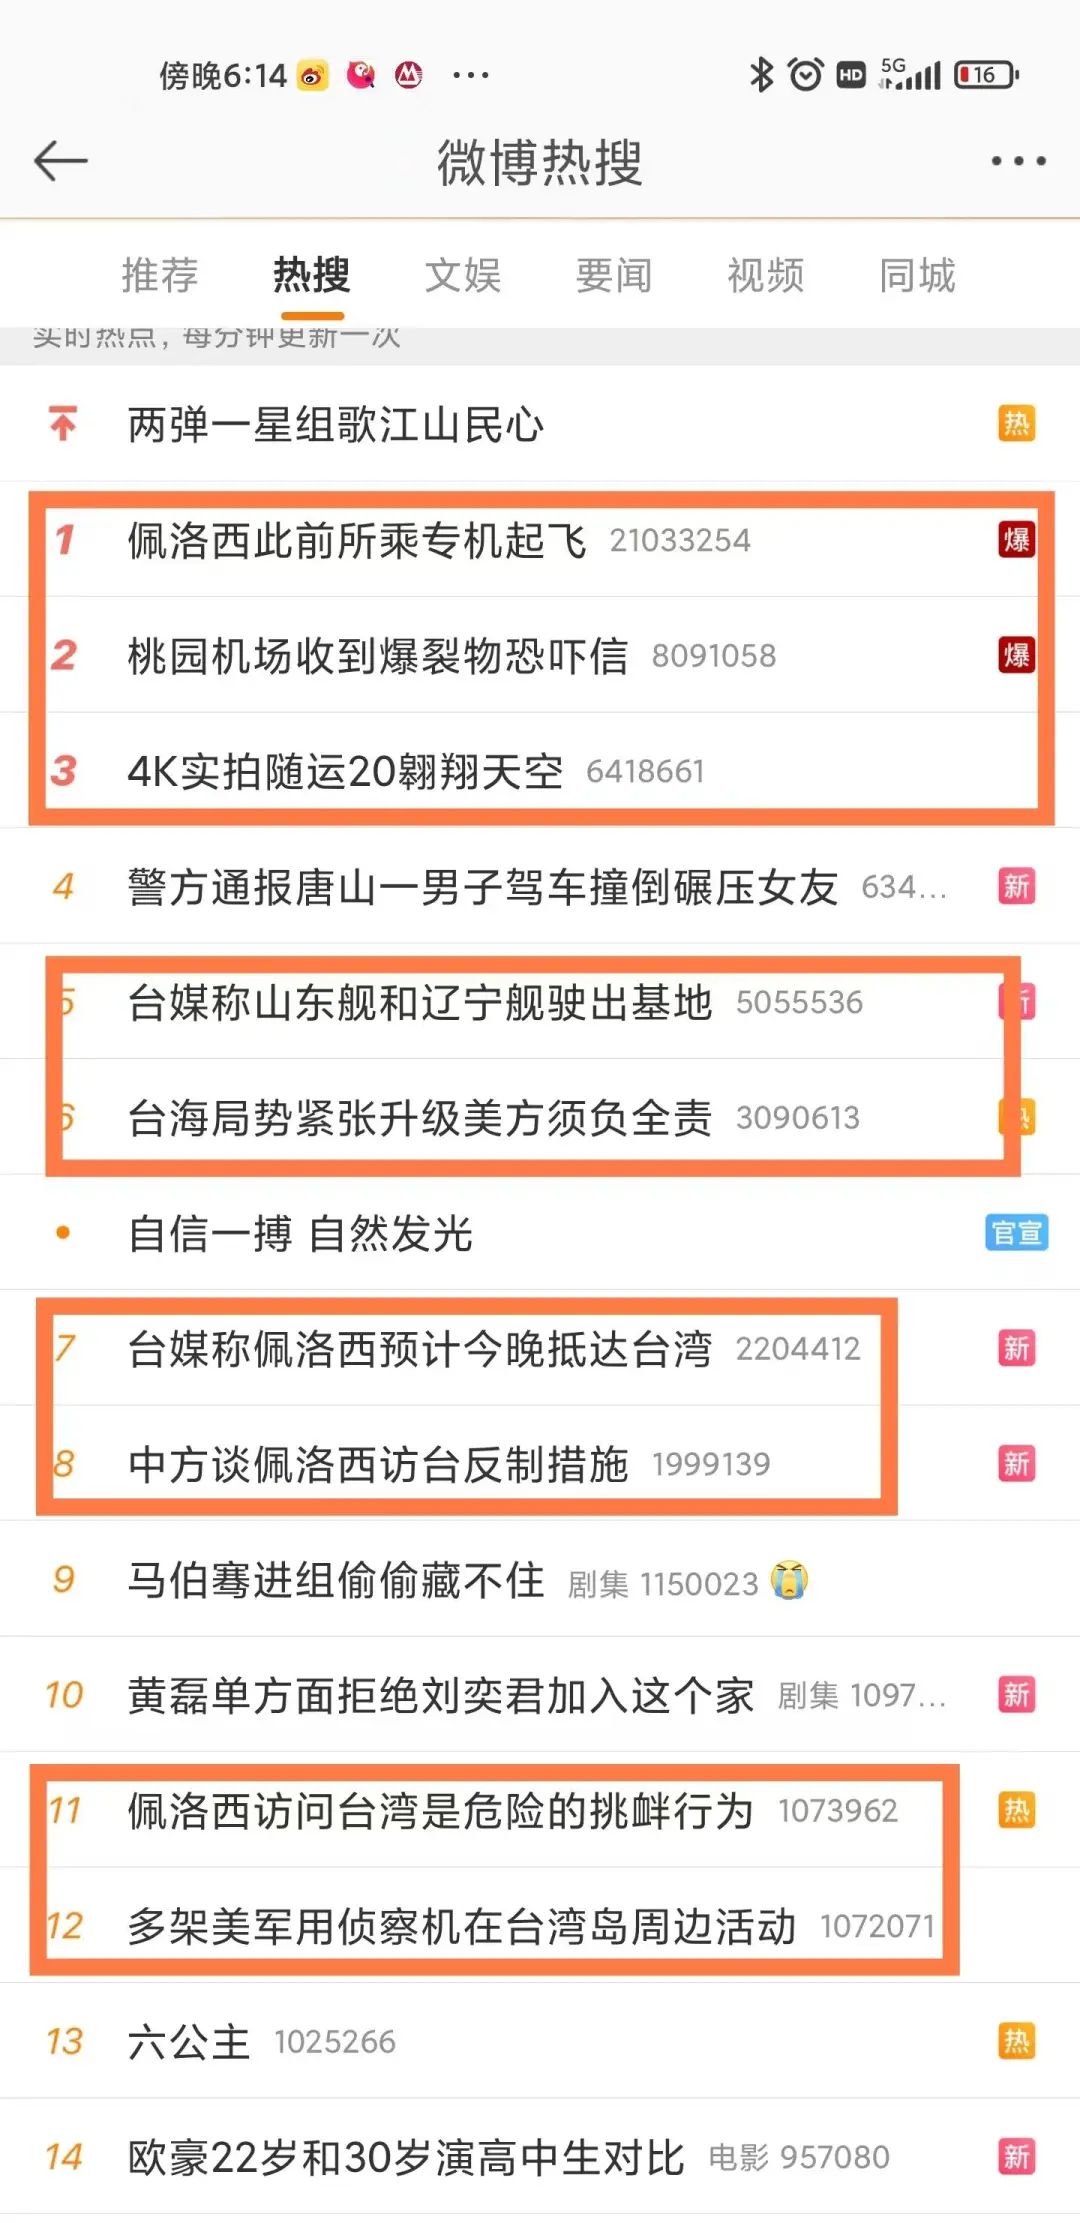 傍晚6:14
HD
5G
16
微博热搜
推荐 热搜 文娱 要闻 视频 同城
实时热点，每分钟更新一次
两弹一星组歌江山民心 热
1 佩洛西此前所乘专机起飞 21033254 爆
2 桃园机场收到爆裂物恐吓信 8091058 爆
3 4K实拍随运20翱翔天空 6418661
4 警方通报唐山一男子驾车撞倒碾压女友 634... 新
5 台媒称山东舰和辽宁舰驶出基地 5055536 新
6 台海局势紧张升级美方须负全责 3090613 热
自信一搏 自然发光 官宣
7 台媒称佩洛西预计今晚抵达台湾 2204412 新
8 中方谈佩洛西访台反制措施 1999139 新
9 马伯骞进组偷偷藏不住 剧集 1150023
10 黄磊单方面拒绝刘奕君加入这个家 剧集 1097... 新
11 佩洛西访问台湾是危险的挑衅行为 1073962 热
12 多架美军用侦察机在台湾岛周边活动 1072071
13 六公主 1025266 热
14 欧豪22岁和30岁演高中生对比 电影 957080 新